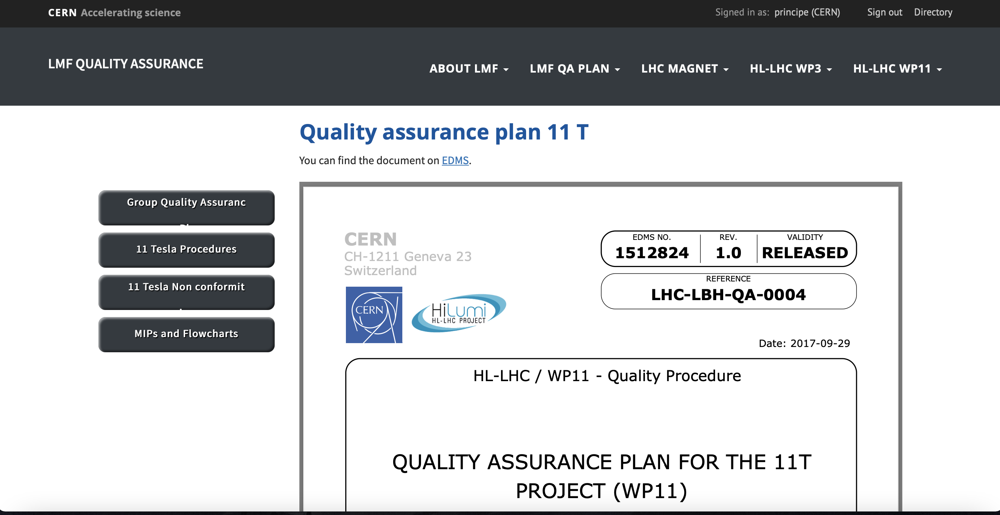 CERN Accelerating science
Signed in as: principe (CERN) Sign out Directory
LMF QUALITY ASSURANCE
ABOUT LMF LMF QA PLAN LHC MAGNET HL-LHC WP3 HL-LHC WP11
Quality assurance plan 11 T
You can find the document on EDMS.
Group Quality Assuranc
11 Tesla Procedures
11 Tesla Non conformit
MIPs and Flowcharts
CERN
CH-1211 Geneva 23
Switzerland
EDMS NO. REV. VALIDITY
1512824 1.0 RELEASED
REFERENCE
LHC-LBH-QA-0004
CERN
HiLumi
HL-LHC PROJECT
Date: 2017-09-29
HL-LHC / WP11 - Quality Procedure
QUALITY ASSURANCE PLAN FOR THE 11T
PROJECT (WP11)